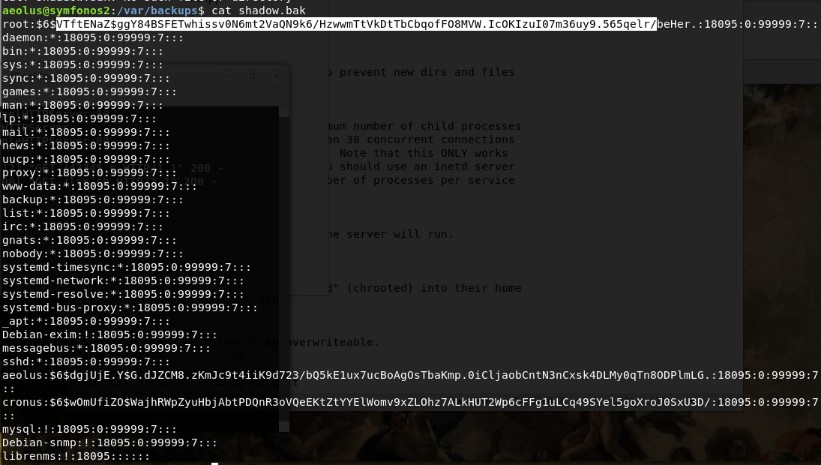 aeolus@symfonos2:/var/backups$ cat shadow.bak
root:$6$VTftENaZ$ggY84BSFETwhissv0N6mt2VaQN9k6/HzwwmTtVkDtTbCbqofFO8MVW.IcOKIzuI07m36uy9.565qelr/beHer.:18095:0:99999:7:::
daemon:*:18095:0:99999:7:::
bin:*:18095:0:99999:7:::
sys:*:18095:0:99999:7:::
o prevent new dirs and files
sync:*:18095:0:99999:7:::
games:*:18095:0:99999:7:::
man:*:18095:0:99999:7:::
lp:*:18095:0:99999:7:::
mum number of child processes
mail:*:18095:0:99999:7:::
an 30 concurrent connections
news:*:18095:0:99999:7:::
Note that this ONLY works
uucp:*:18095:0:99999:7:::
u should use an inetd server
proxy:*:18095:0:99999:7:::
ber of processes per service
www-data:*:18095:0:99999:7:::
backup:*:18095:0:99999:7:::
list:*:18095:0:99999:7:::
irc:*:18095:0:99999:7:::
he server will run.
gnats:*:18095:0:99999:7:::
nobody:*:18095:0:99999:7:::
systemd-timesync:*:18095:0:99999:7:::
systemd-network:*:18095:0:99999:7:::
d" (chrooted) into their home
systemd-resolve:*:18095:0:99999:7:::
systemd-bus-proxy:*:18095:0:99999:7:::
_apt:*:18095:0:99999:7:::
Debian-exim:!:18095:0:99999:7:::
overwriteable.
messagebus:*:18095:0:99999:7:::
sshd:*:18095:0:99999:7:::
aeolus:$6$dgjUjE.Y$G.dJZCM8.zKmJc9t4iiK9d723/bQ5kE1ux7ucBoAgOsTbaKmp.0iCljaobCntN3nCxsk4DLMy0qTn8ODPlmLG.:18095:0:99999:7
::
cronus:$6$wOmUfiZO$WajhRWpZyuHbjAbtPDQnR3oVQeEKtZtYYElWomv9xZLOhz7ALkHUT2Wp6cFFg1uLCq49SYel5goXroJ0SxU3D/:18095:0:99999:7
::
mysql:!:18095:0:99999:7:::
Debian-snmp:!:18095:0:99999:7:::
librenms:!:18095::::::